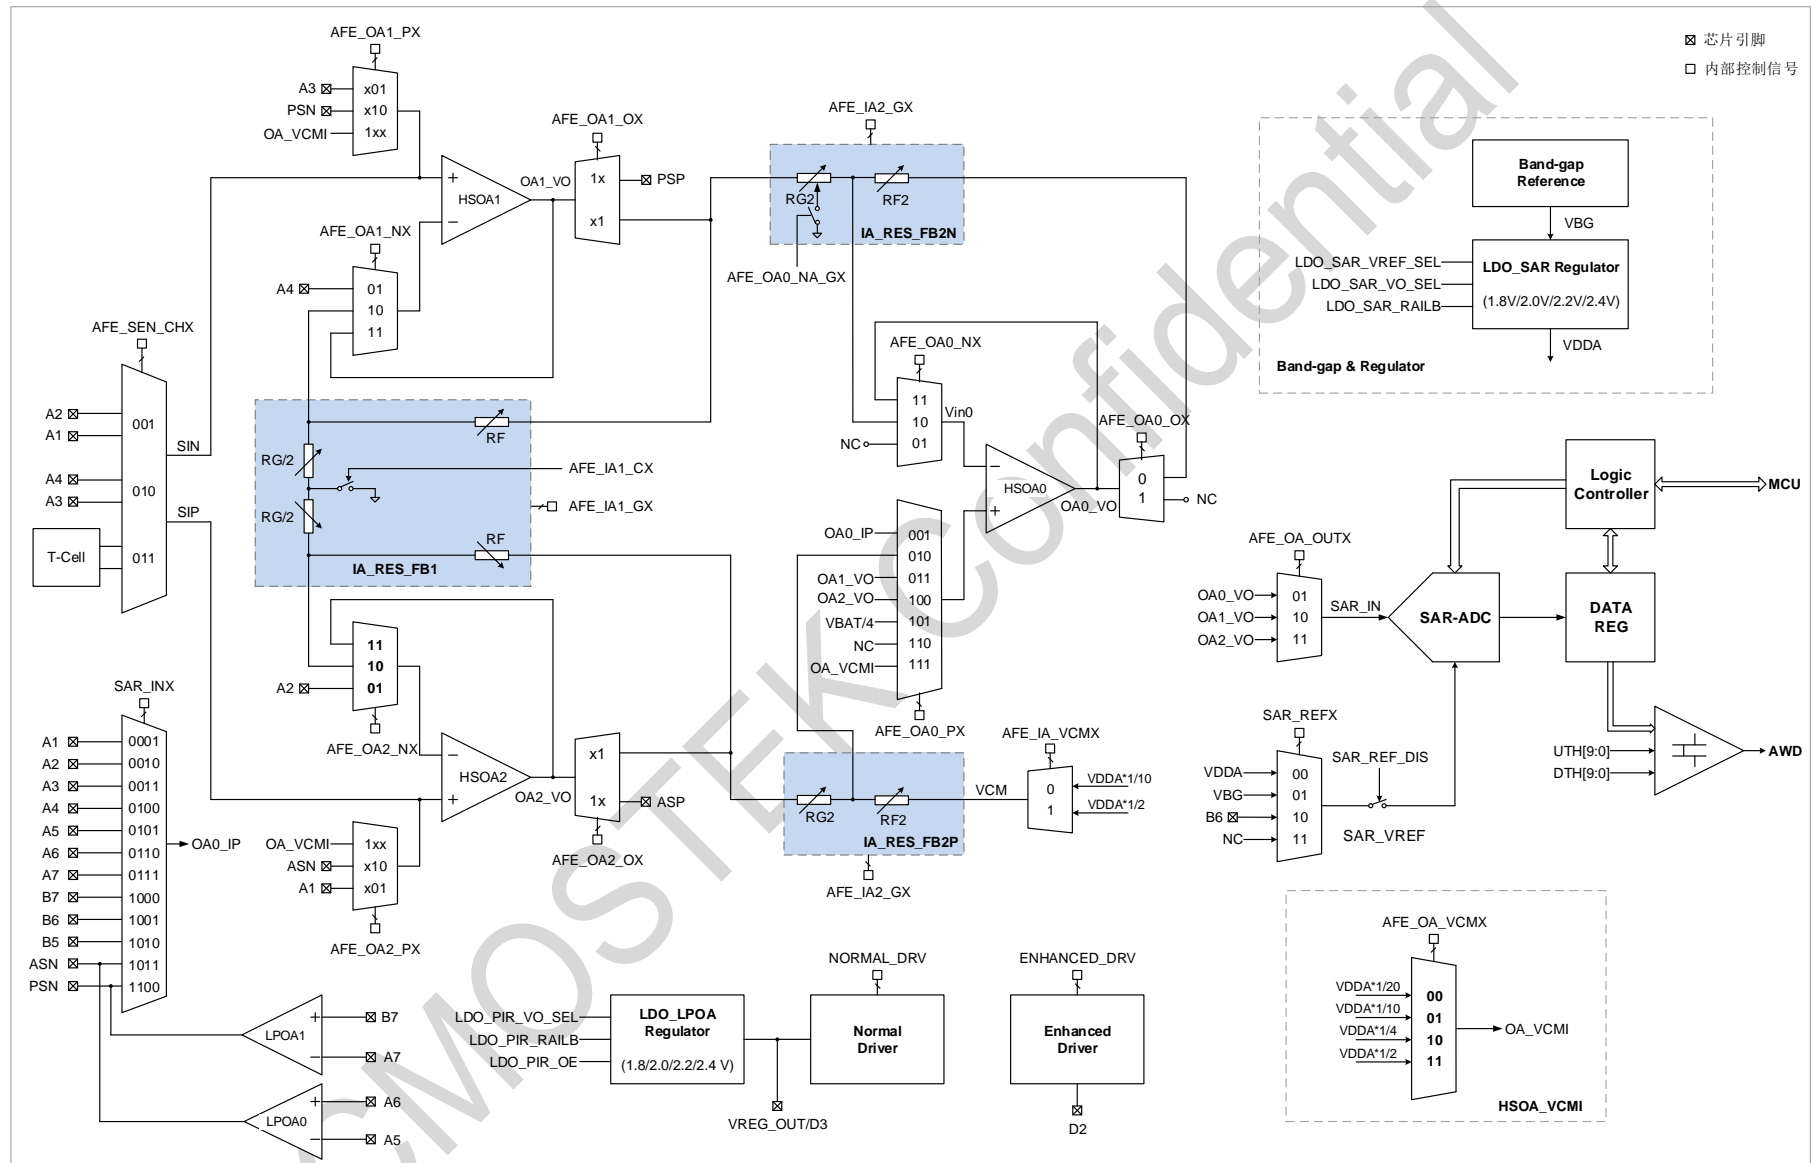 芯片引脚
内部控制信号
CMOSTEK Confidential
AFE_OA1_PX
A3
PSN
OA_VCMI
x01
x10
1xx
AFE_OA1_OX
OA1_VO
HSOA1
+
−
1x
x1
PSP
AFE_OA1_NX
A4
01
10
11
AFE_SEN_CHX
A2
A1
A4
A3
T-Cell
001
010
011
SIN
SIP
RG/2
RG/2
RF
RF
AFE_IA1_CX
AFE_IA1_GX
IA_RES_FB1
AFE_IA2_GX
RG2
RF2
IA_RES_FB2N
AFE_OA0_NA_GX
AFE_OA0_NX
11
10
01
NC
Vin0
AFE_OA0_OX
−
+
HSOA0
OA0_VO
0
1
NC
OA0_IP
OA1_VO
OA2_VO
VBAT/4
NC
OA_VCMI
001
010
011
100
101
110
111
AFE_OA0_PX
11
10
01
A2
AFE_OA2_NX
−
+
HSOA2
OA2_VO
x1
1x
ASP
AFE_OA2_OX
OA_VCMI
ASN
A1
1xx
x10
x01
AFE_OA2_PX
RG2
RF2
IA_RES_FB2P
AFE_IA2_GX
AFE_IA_VCMX
VCM
0
1
VDDA*1/10
VDDA*1/2
SAR_INX
A1
A2
A3
A4
A5
A6
A7
B7
B6
B5
ASN
PSN
0001
0010
0011
0100
0101
0110
0111
1000
1001
1010
1011
1100
OA0_IP
LPOA1
+
−
B7
A7
LPOA0
+
−
A6
A5
LDO_PIR_VO_SEL
LDO_PIR_RAILB
LDO_PIR_OE
LDO_LPOA
Regulator
(1.8/2.0/2.2/2.4 V)
VREG_OUT/D3
NORMAL_DRV
Normal
Driver
ENHANCED_DRV
Enhanced
Driver
D2
Band-gap
Reference
VBG
LDO_SAR_VREF_SEL
LDO_SAR_VO_SEL
LDO_SAR_RAILB
LDO_SAR Regulator
(1.8V/2.0V/2.2V/2.4V)
VDDA
Band-gap & Regulator
Logic
Controller
MCU
AFE_OA_OUTX
OA0_VO
OA1_VO
OA2_VO
01
10
11
SAR_IN
SAR-ADC
DATA
REG
SAR_REFX
VDDA
VBG
B6
NC
00
01
10
11
SAR_REF_DIS
SAR_VREF
UTH[9:0]
DTH[9:0]
AWD
AFE_OA_VCMX
VDDA*1/20
VDDA*1/10
VDDA*1/4
VDDA*1/2
00
01
10
11
OA_VCMI
HSOA_VCMI